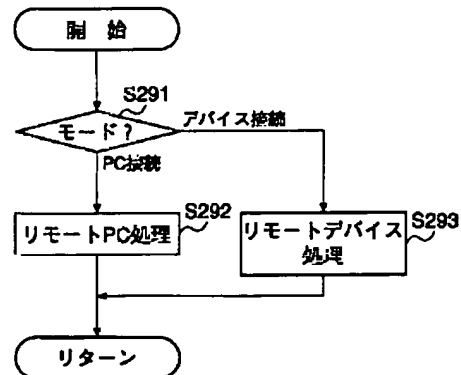 開 始
S291
モード?
デバイス接続
PC接続
S292
リモートPC処理
S293
リモートデバイス
処理
リターン